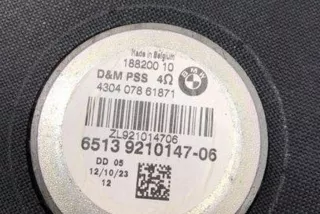 Made in Belgium
188200 10
D&M PSS 4Ω
BMW
4304 078 61871
ZL921014706
6513 9210147-06
DD 05
12/10/23
12